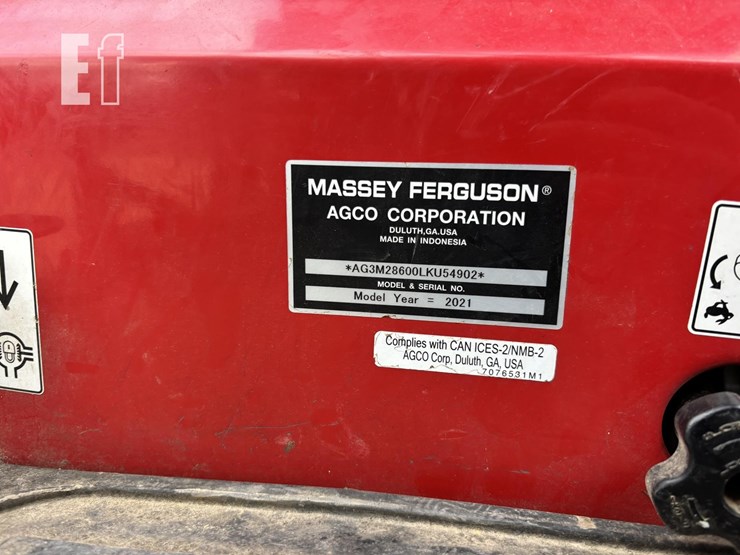 Ef
MASSEY FERGUSON®
AGCO CORPORATION
DULUTH,GA.USA
MADE IN INDONESIA
*AG3M28600LKU54902*
MODEL & SERIAL NO.
Model Year = 2021
Complies with CAN ICES-2/NMB-2
AGCO Corp, Duluth, GA, USA
7076531M1